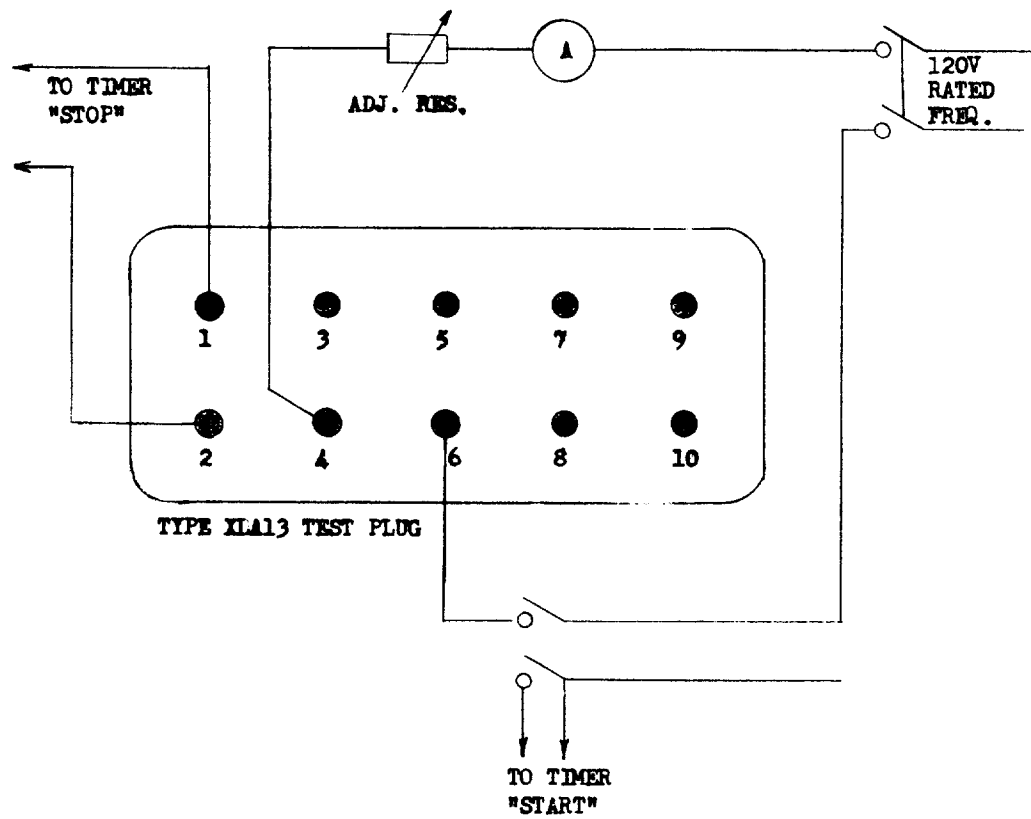 A
TO TIMER
"STOP"
ADJ. RES.
120V
RATED
FREQ.
1 3 5 7 9
2 4 6 8 10
TYPE XLA13 TEST PLUG
TO TIMER
"START"